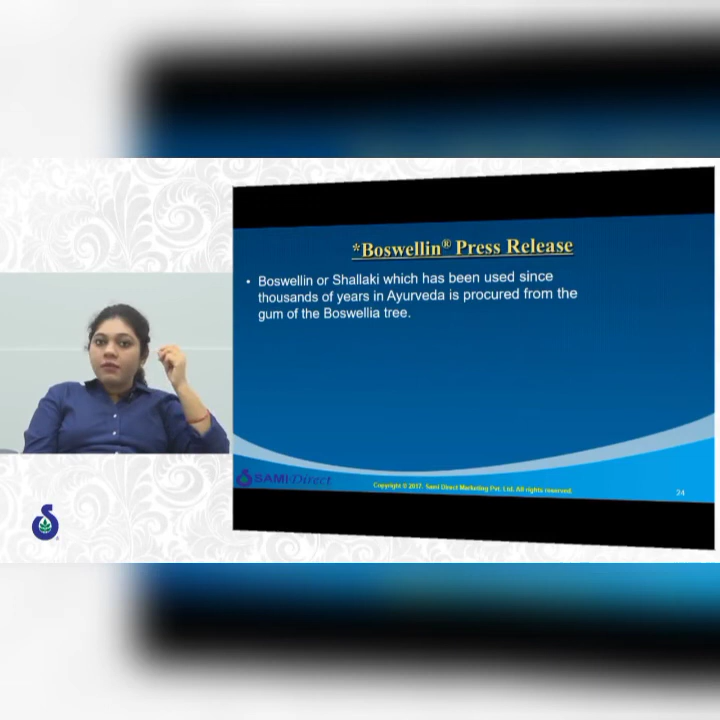 *Boswellin® Press Release
• Boswellin or Shallaki which has been used since
thousands of years in Ayurveda is procured from the
gum of the Boswellia tree.
SAMI Direct
Copyright © 2017. Sami Direct Marketing Pvt. Ltd. All rights reserved.
24